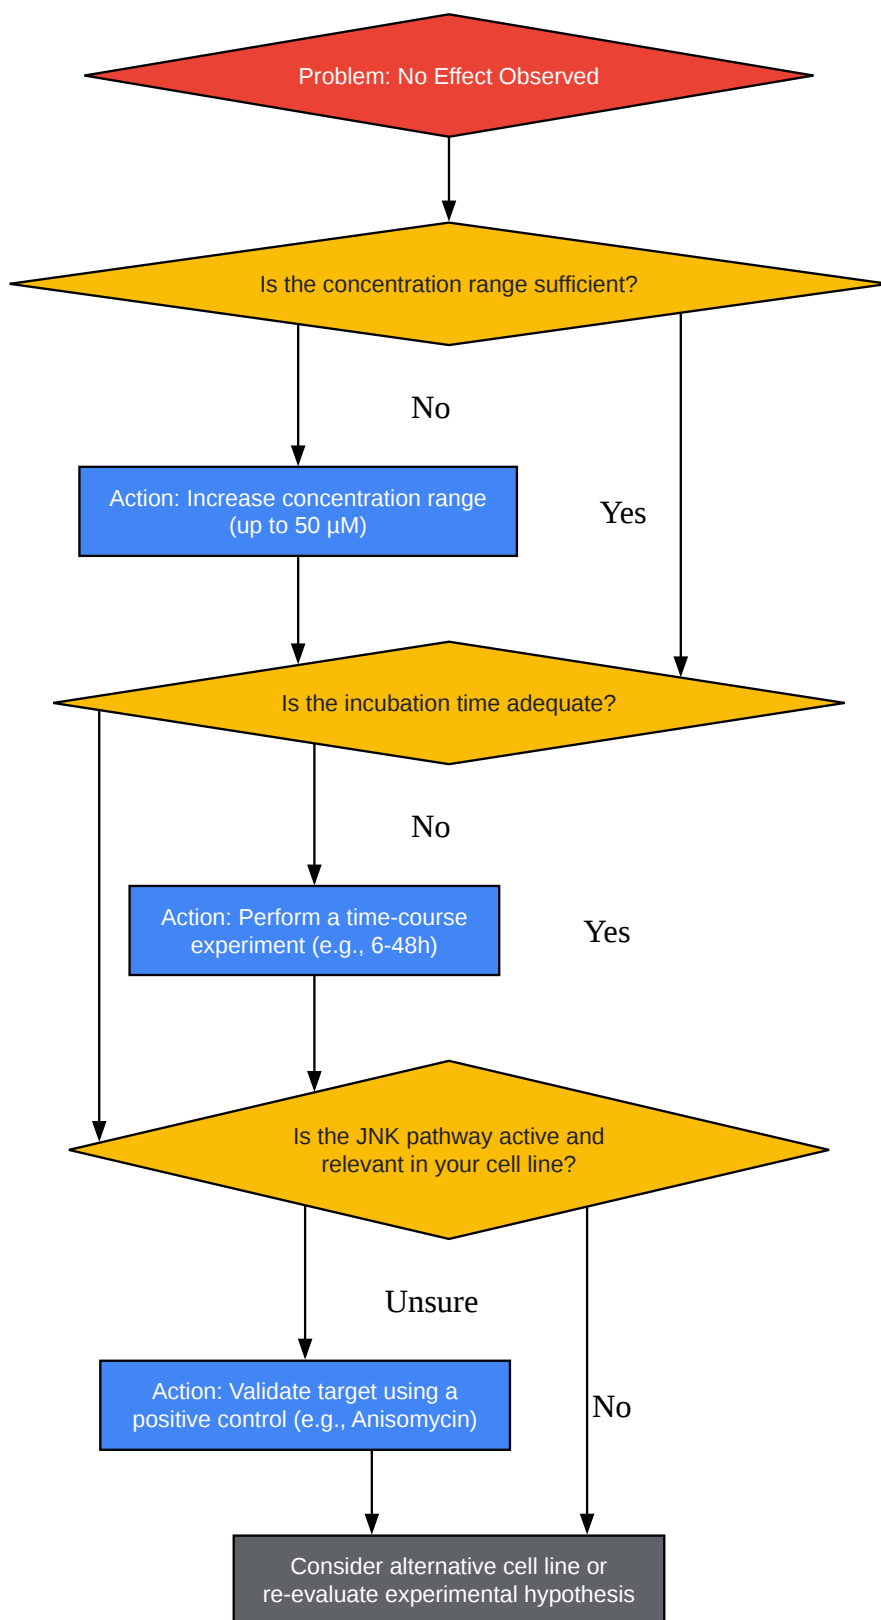 Problem: No Effect Observed
Is the concentration range sufficient?
No
Action: Increase concentration range
(up to 50 µM)
Yes
Is the incubation time adequate?
No
Action: Perform a time-course
experiment (e.g., 6-48h)
Yes
Is the JNK pathway active and
relevant in your cell line?
Unsure
Action: Validate target using a
positive control (e.g., Anisomycin)
No
Consider alternative cell line or
re-evaluate experimental hypothesis